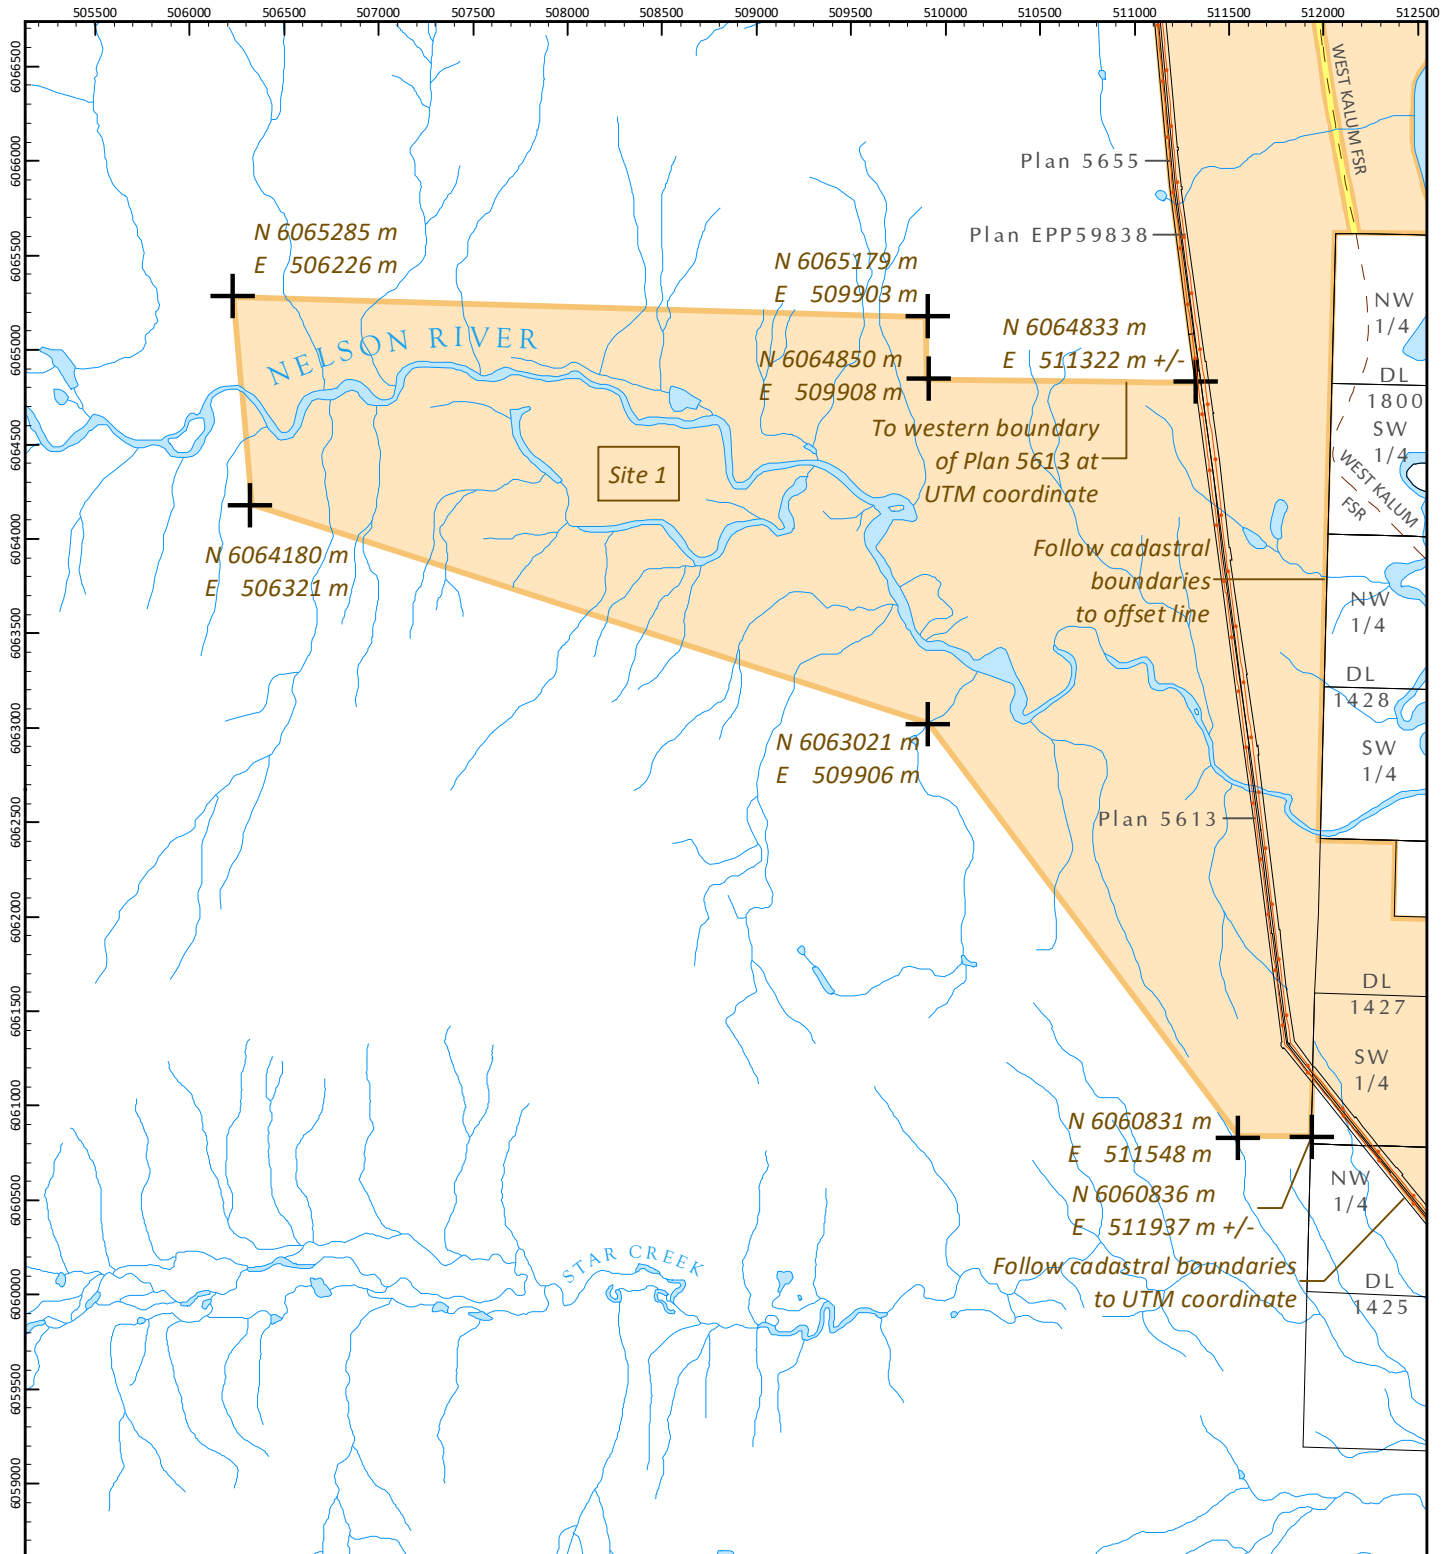 505500 506000 506500 507000 507500 508000 508500 509000 509500 510000 510500 511000 511500 512000 512500
6066500
6066000
6065500
6065000
6064500
6064000
6063500
6063000
6062500
6062000
6061500
6061000
6060500
6060000
6059500
6059000
WEST KALUM FSR
Plan 5655
Plan EPP59838
N 6065285 m
E 506226 m
N 6065179 m
E 509903 m
N 6064833 m
E 511322 m +/-
N 6064850 m
E 509908 m
NELSON RIVER
To western boundary
of Plan 5613 at
UTM coordinate
Site 1
N 6064180 m
E 506321 m
Follow cadastral
boundaries
to offset line
NW
1/4
DL
1800
SW
1/4
WEST KALUM
FSR
NW
1/4
DL
1428
SW
1/4
N 6063021 m
E 509906 m
Plan 5613
DL
1427
SW
1/4
N 6060831 m
E 511548 m
N 6060836 m
E 511937 m +/-
NW
1/4
Follow cadastral boundaries
to UTM coordinate
DL
1425
STAR CREEK